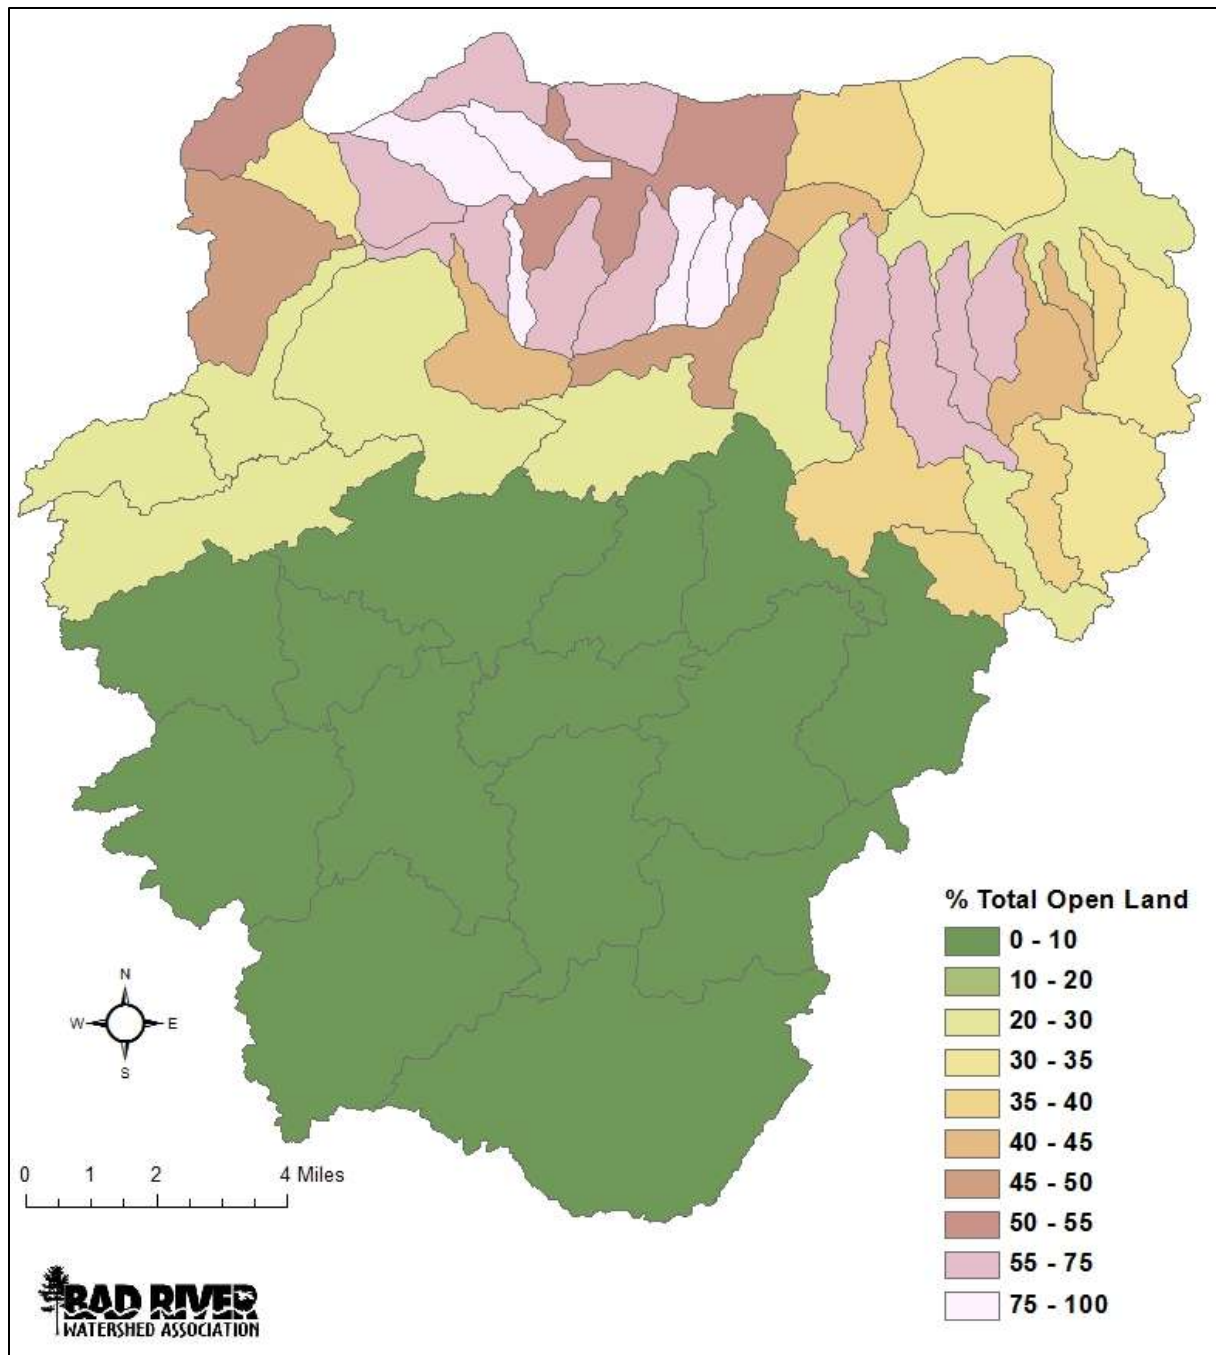 % Total Open Land
0 - 10
10 - 20
20 - 30
30 - 35
35 - 40
40 - 45
45 - 50
50 - 55
55 - 75
75 - 100
N
W E
S
0 1 2 4 Miles
BAD RIVER
WATERSHED ASSOCIATION